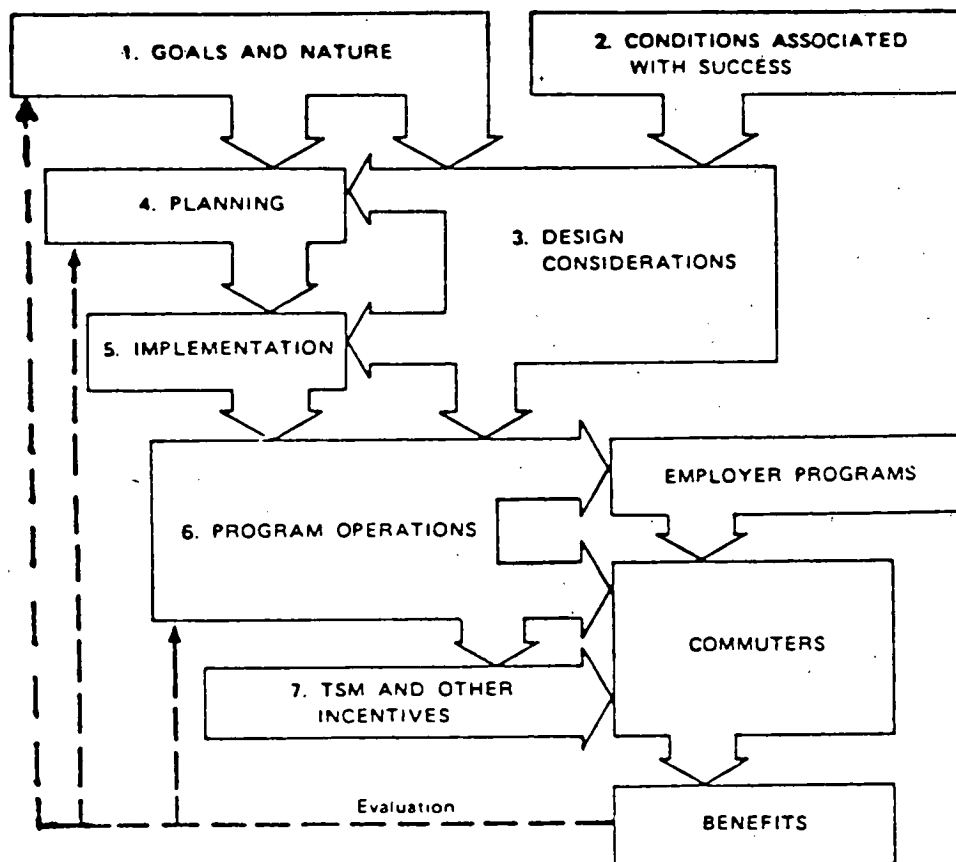 1. GOALS AND NATURE
2. CONDITIONS ASSOCIATED
WITH SUCCESS
4. PLANNING
3. DESIGN
CONSIDERATIONS
5. IMPLEMENTATION
EMPLOYER PROGRAMS
6. PROGRAM OPERATIONS
COMMUTERS
7. TSM AND OTHER
INCENTIVES
Evaluation
BENEFITS